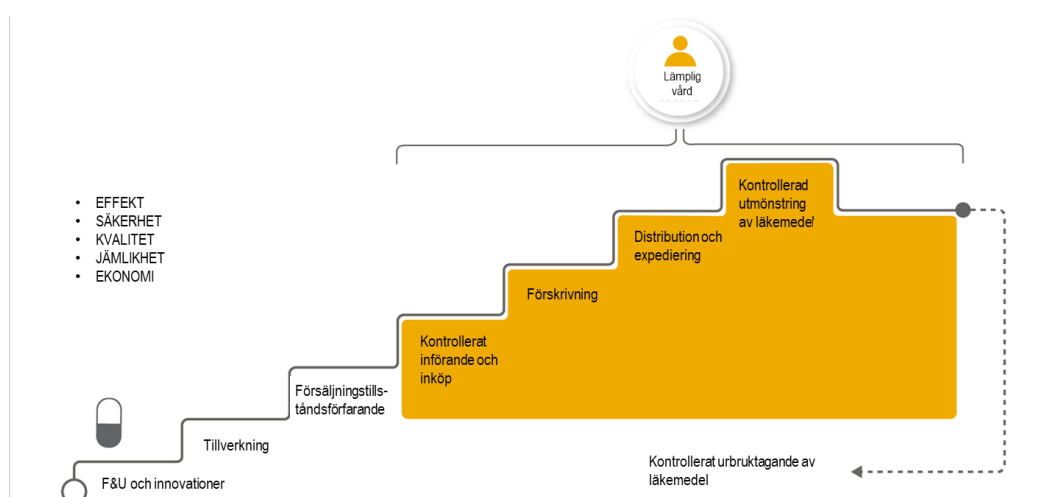 Lämplig
vård
• EFFEKT
• SÄKERHET
• KVALITET
• JÄMLIKHET
• EKONOMI
Kontrollerad
utmönstring
av läkemedel
Distribution och
expediering
Förskrivning
Kontrollerat
införande och
inköp
Försäljningstills-
tåndsförfarande
Tillverkning
F&U och innovationer
Kontrollerat urbruktagande av
läkemedel